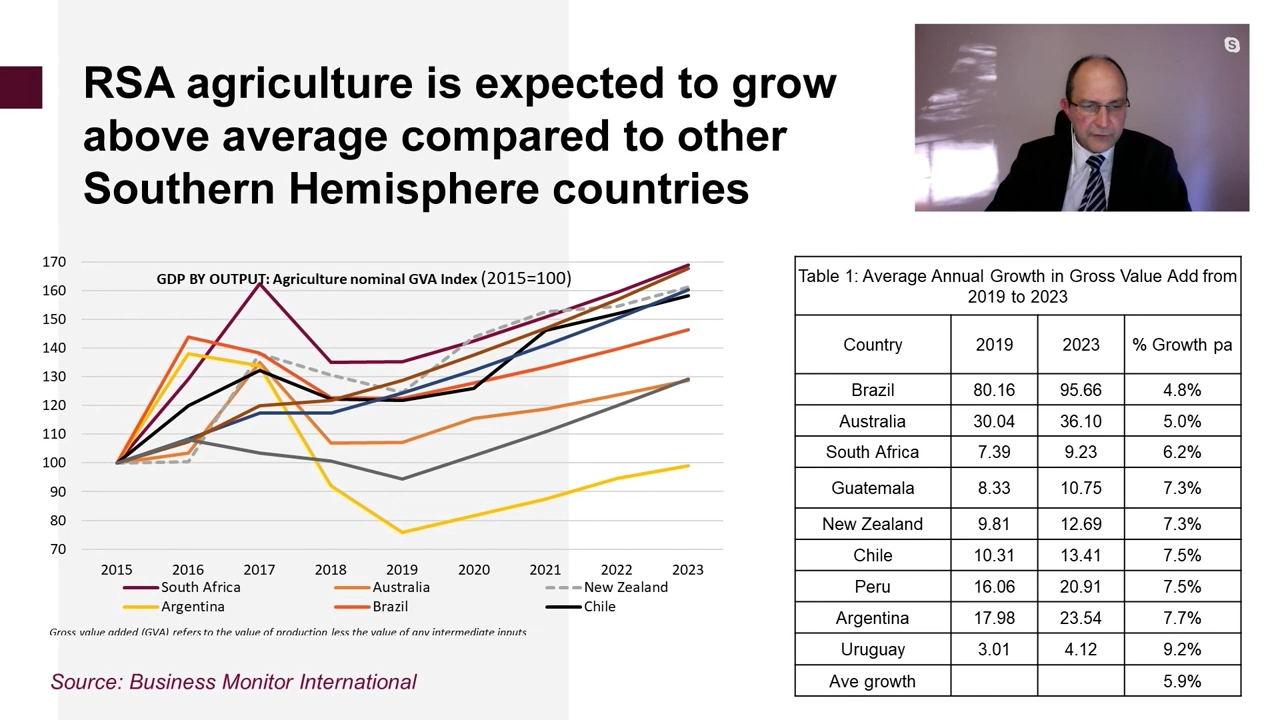 RSA agriculture is expected to grow
above average compared to other
Southern Hemisphere countries
GDP BY OUTPUT: Agriculture nominal GVA Index (2015=100)
170
160
150
140
130
120
110
100
90
80
70
2015 2016 2017 2018 2019 2020 2021 2022 2023
South Africa Australia New Zealand
Argentina Brazil Chile
Gross value added (GVA) refers to the value of production less the value of any intermediate inputs
Source: Business Monitor International
Table 1: Average Annual Growth in Gross Value Add from
2019 to 2023
Country 2019 2023 % Growth pa
Brazil 80.16 95.66 4.8%
Australia 30.04 36.10 5.0%
South Africa 7.39 9.23 6.2%
Guatemala 8.33 10.75 7.3%
New Zealand 9.81 12.69 7.3%
Chile 10.31 13.41 7.5%
Peru 16.06 20.91 7.5%
Argentina 17.98 23.54 7.7%
Uruguay 3.01 4.12 9.2%
Ave growth 5.9%